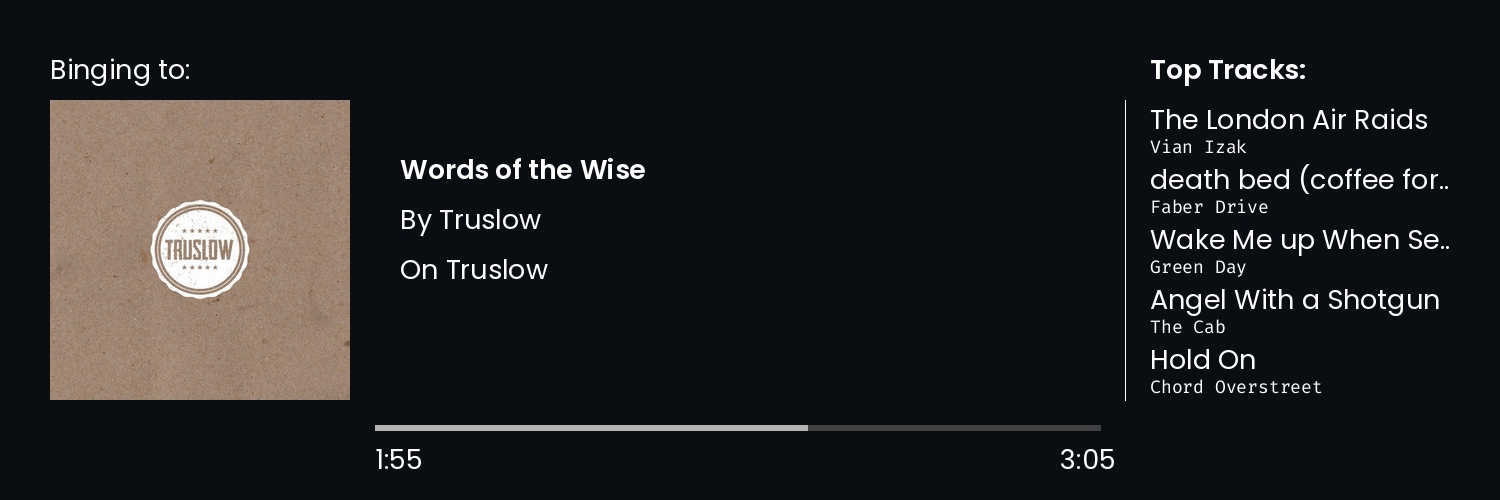 Binging to:
TRUSLOW
Words of the Wise
By Truslow
On Truslow
1:55
3:05
Top Tracks:
The London Air Raids
Vian Izak
death bed (coffee for..
Faber Drive
Wake Me up When Se..
Green Day
Angel With a Shotgun
The Cab
Hold On
Chord Overstreet